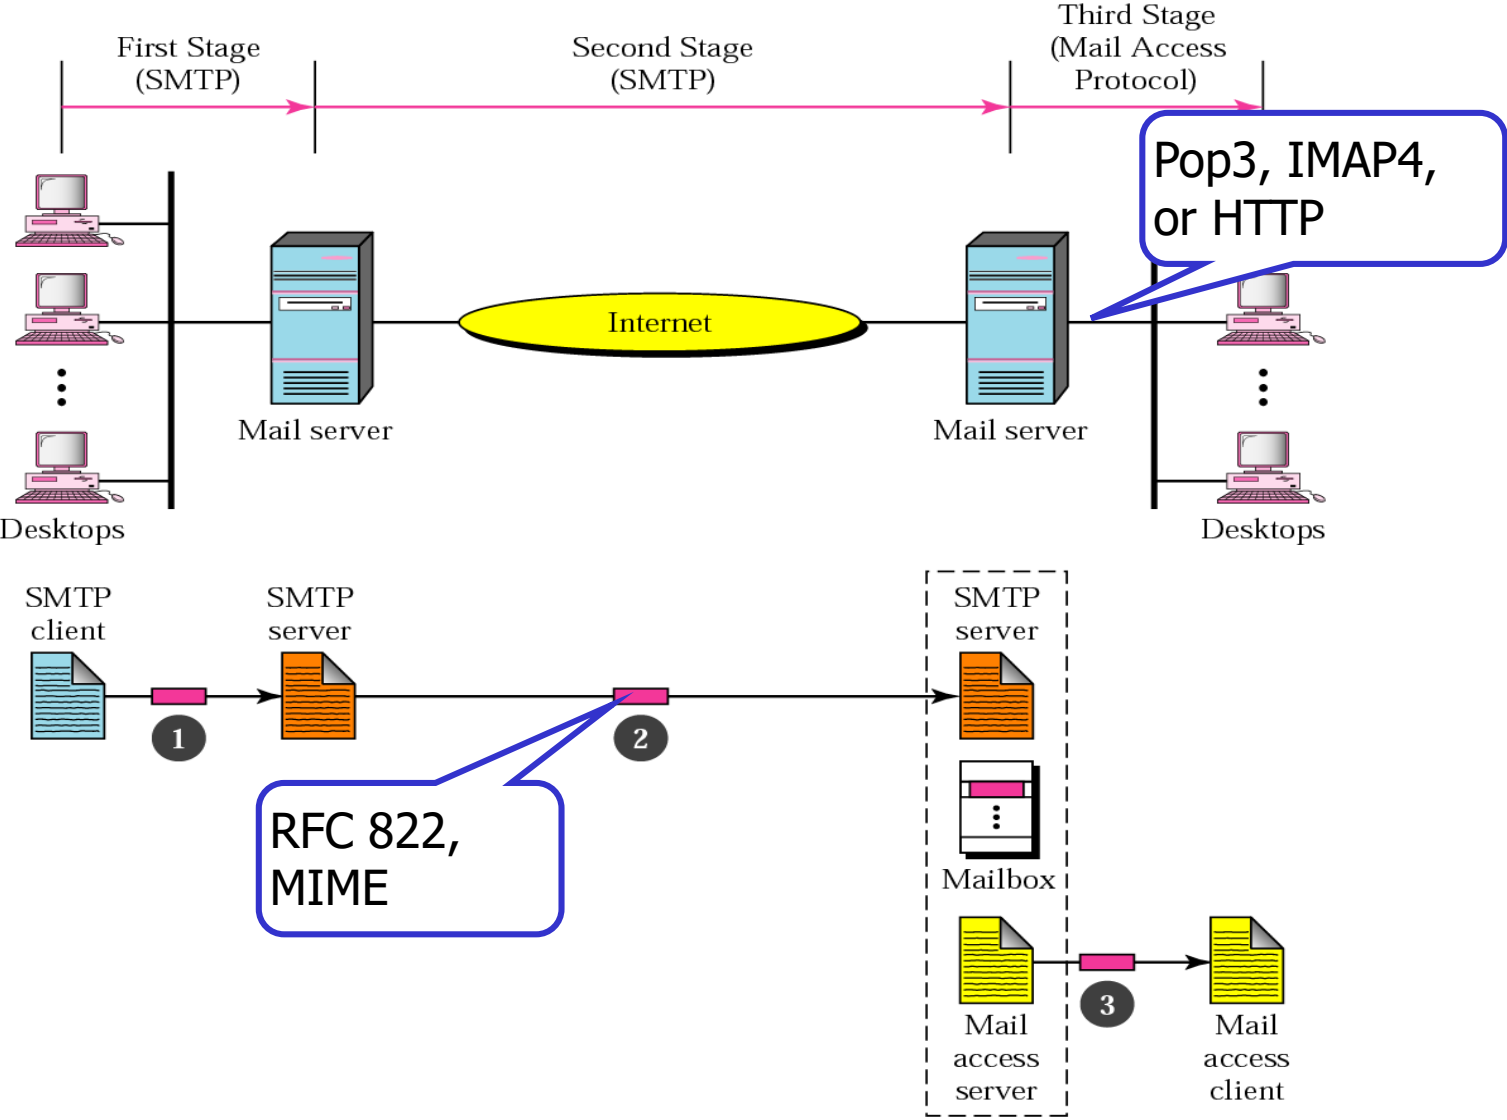 First Stage
(SMTP)
Second Stage
(SMTP)
Third Stage
(Mail Access
Protocol)
Pop3, IMAP4,
or HTTP
Internet
Mail server
Mail server
Desktops
Desktops
SMTP
client
SMTP
server
SMTP
server
1
2
RFC 822,
MIME
Mailbox
3
Mail
access
server
Mail
access
client